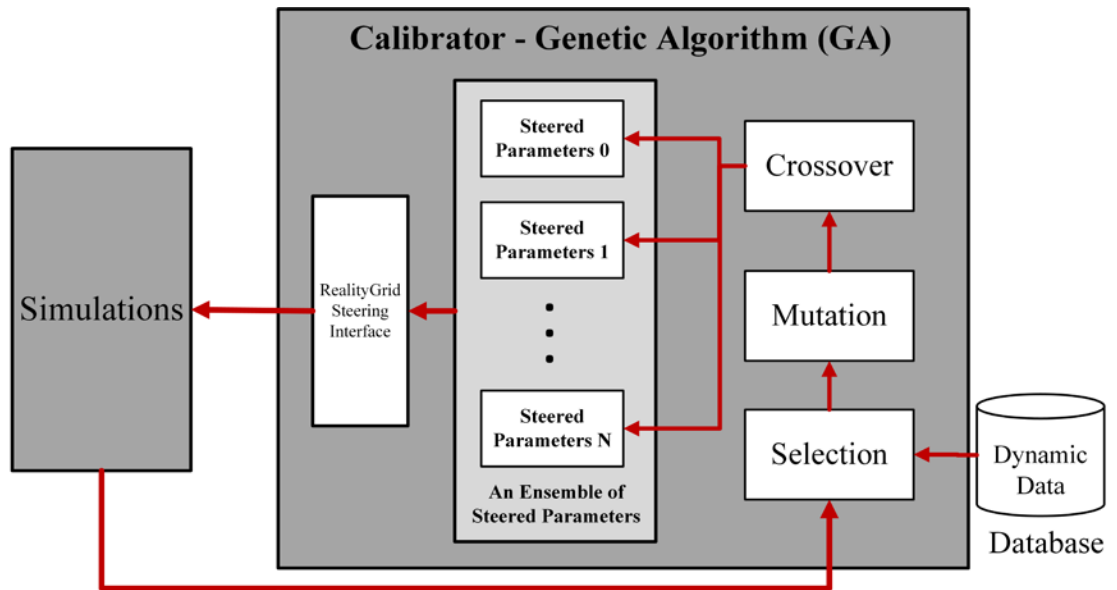 Calibrator - Genetic Algorithm (GA)
Simulations
RealityGrid
Steering
Interface
Steered
Parameters 0
Steered
Parameters 1
Steered
Parameters N
An Ensemble of
Steered Parameters
Crossover
Mutation
Selection
Dynamic
Data
Database